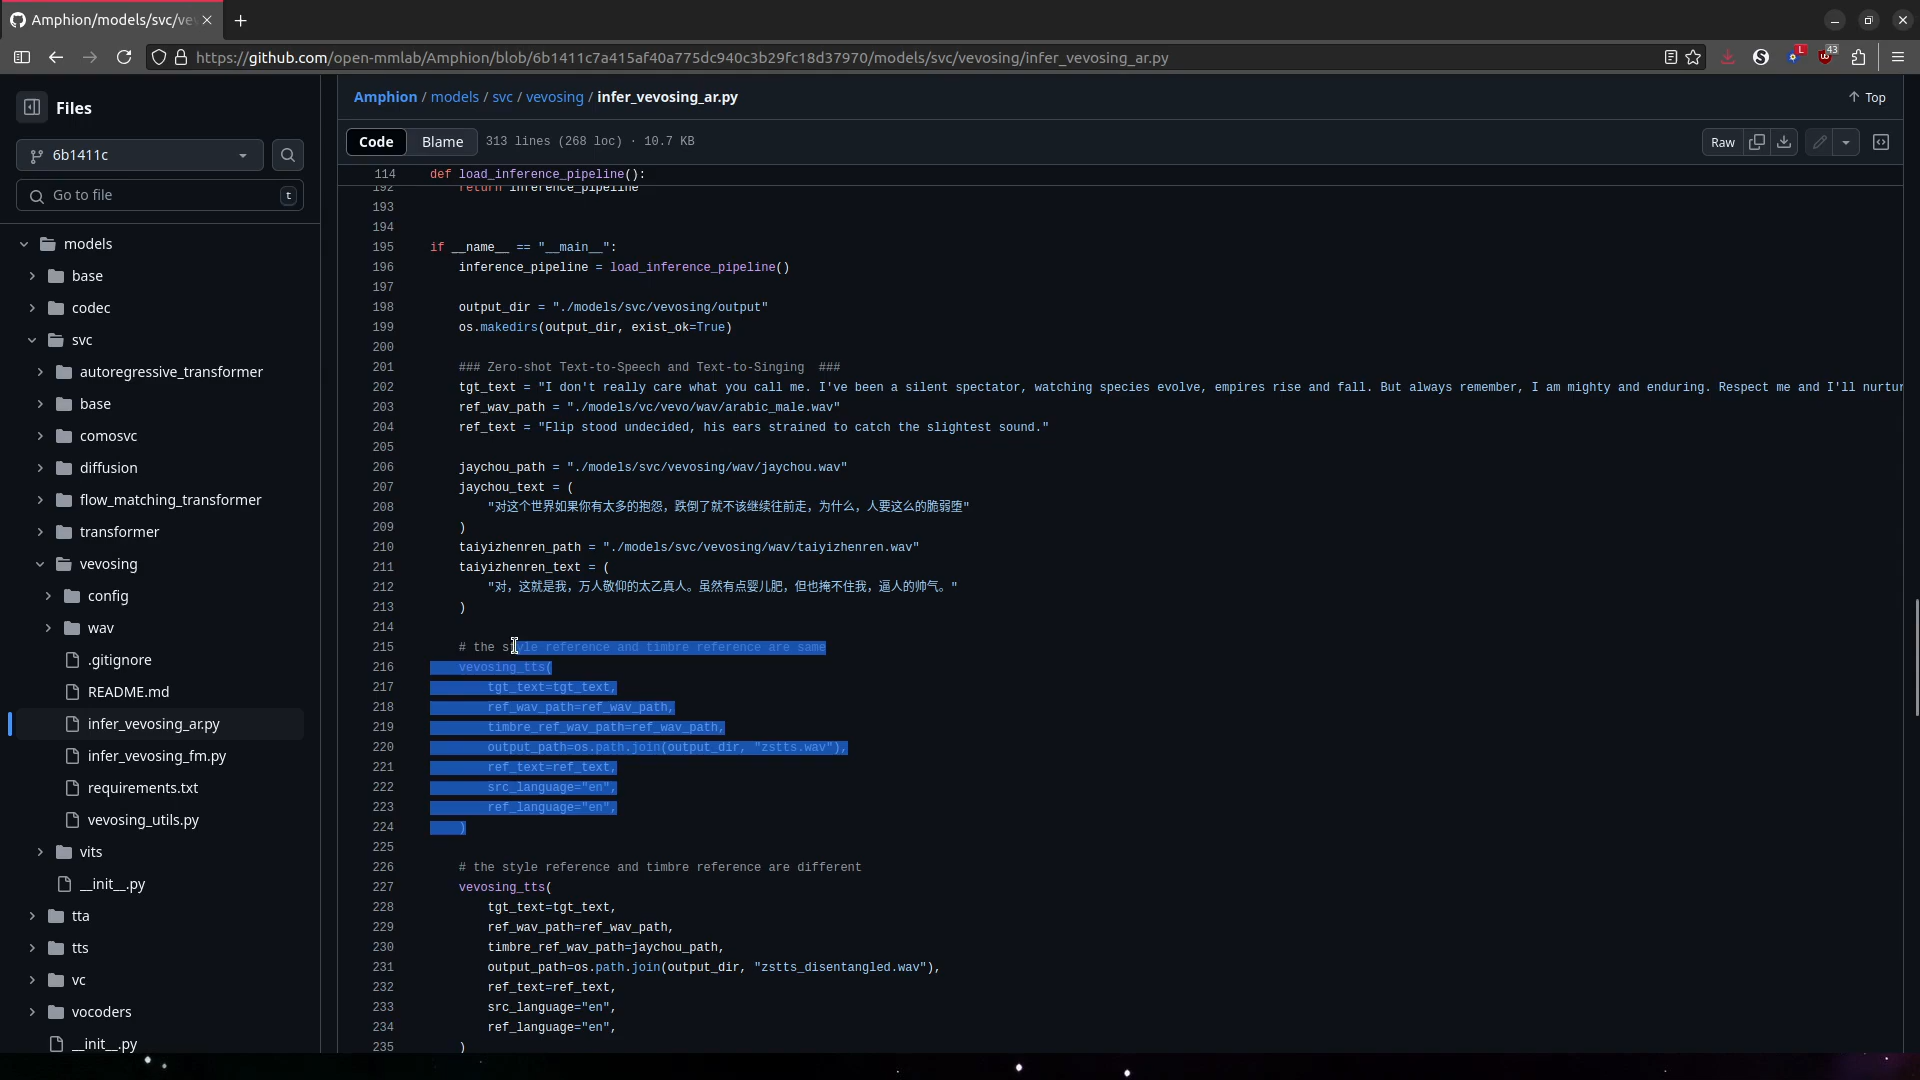 Amphion/models/svc/vev
https://github.com/open-mmlab/Amphion/blob/6b1411c7a415af40a775dc940c3b29fc18d37970/models/svc/vevosing/infer_vevosing_ar.py
L
43
Files
6b1411c
Go to file
t
models
base
codec
svc
autoregressive_transformer
base
comosvc
diffusion
flow_matching_transformer
transformer
vevosing
config
wav
.gitignore
README.md
infer_vevosing_ar.py
infer_vevosing_fm.py
requirements.txt
vevosing_utils.py
vits
__init__.py
tta
tts
vc
vocoders
__init__.py
Amphion / models / svc / vevosing / infer_vevosing_ar.py
Top
Code Blame 313 lines (268 loc) · 10.7 KB
Raw
114 def load_inference_pipeline():
192 return inference_pipeline
193
194
195 if __name__ == "__main__":
196 inference_pipeline = load_inference_pipeline()
197
198 output_dir = "./models/svc/vevosing/output"
199 os.makedirs(output_dir, exist_ok=True)
200
201 ### Zero-shot Text-to-Speech and Text-to-Singing ###
202 tgt_text = "I don't really care what you call me. I've been a silent spectator, watching species evolve, empires rise and fall. But always remember, I am mighty and enduring. Respect me and I'll nurtur
203 ref_wav_path = "./models/vc/vevo/wav/arabic_male.wav"
204 ref_text = "Flip stood undecided, his ears strained to catch the slightest sound."
205
206 jaychou_path = "./models/svc/vevosing/wav/jaychou.wav"
207 jaychou_text = (
208 "对这个世界如果你有太多的抱怨，跌倒了就不该继续往前走，为什么，人要这么的脆弱堕"
209 )
210 taiyizhenren_path = "./models/svc/vevosing/wav/taiyizhenren.wav"
211 taiyizhenren_text = (
212 "对，这就是我，万人敬仰的太乙真人。虽然有点婴儿肥，但也掩不住我，逼人的帅气。"
213 )
214
215 # the style reference and timbre reference are same
216 vevosing_tts(
217 tgt_text=tgt_text,
218 ref_wav_path=ref_wav_path,
219 timbre_ref_wav_path=ref_wav_path,
220 output_path=os.path.join(output_dir, "zstts.wav"),
221 ref_text=ref_text,
222 src_language="en",
223 ref_language="en",
224 )
225
226 # the style reference and timbre reference are different
227 vevosing_tts(
228 tgt_text=tgt_text,
229 ref_wav_path=ref_wav_path,
230 timbre_ref_wav_path=jaychou_path,
231 output_path=os.path.join(output_dir, "zstts_disentangled.wav"),
232 ref_text=ref_text,
233 src_language="en",
234 ref_language="en",
235 )